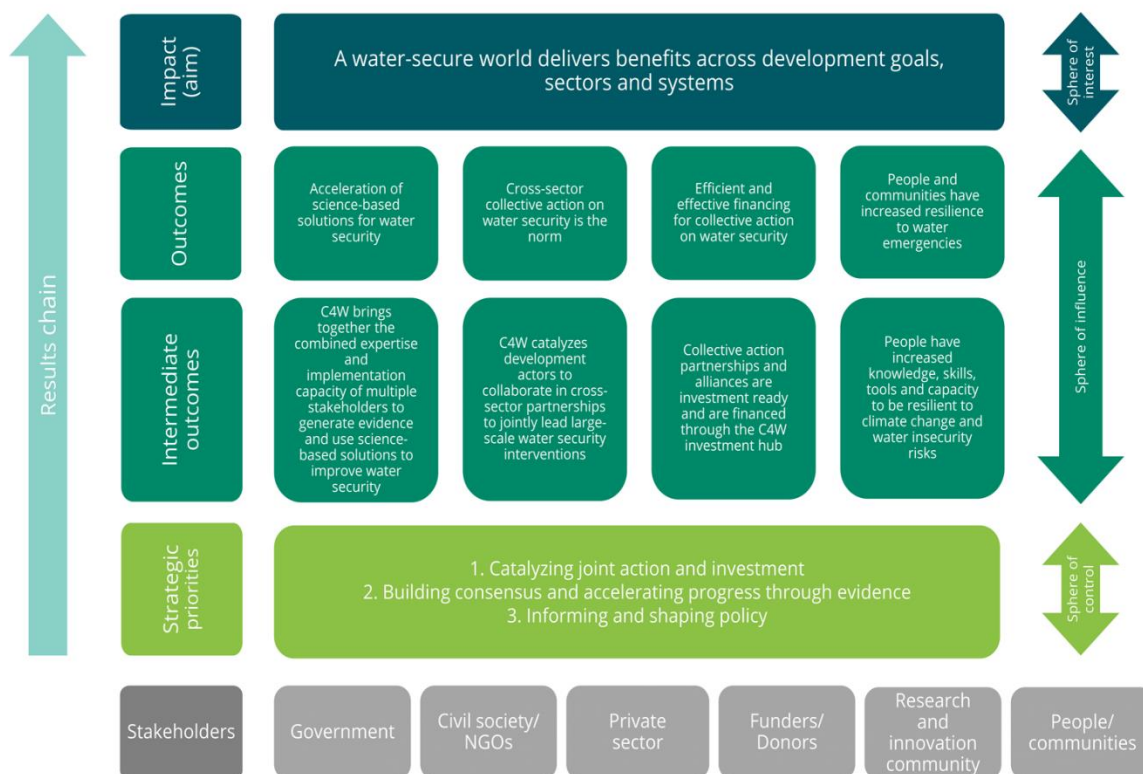 Results chain
Impact
(aim)
A water-secure world delivers benefits across development goals,
sectors and systems
Sphere of
interest
Outcomes
Acceleration of
science-based
solutions for water
security
Cross-sector
collective action on
water security is the
norm
Efficient and
effective financing
for collective action
on water security
People and
communities have
increased resilience
to water
emergencies
Sphere of influence
Intermediate
outcomes
C4W brings
together the
combined expertise
and
implementation
capacity of multiple
stakeholders to
generate evidence
and use science-
based solutions to
improve water
security
C4W catalyzes
development
actors to
collaborate in cross-
sector partnerships
to jointly lead large-
scale water security
interventions
Collective action
partnerships and
alliances are
investment ready
and are financed
through the C4W
investment hub
People have
increased
knowledge, skills,
tools and capacity
to be resilient to
climate change and
water insecurity
risks
Strategic
priorities
1. Catalyzing joint action and investment
2. Building consensus and accelerating progress through evidence
3. Informing and shaping policy
Sphere of
control
Stakeholders
Government
Civil society/
NGOs
Private
sector
Funders/
Donors
Research
and
innovation
community
People/
communities